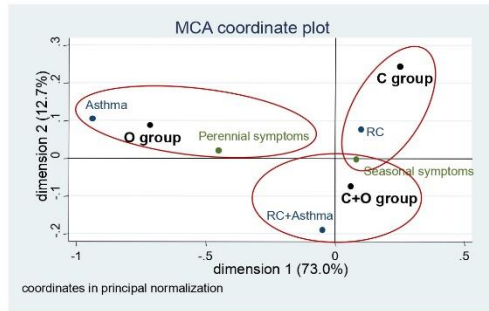 MCA coordinate plot
dimension 2 (12.7%)
.3
.2
.1
0
-.1
-.2
Asthma
O group
Perennial symptoms
C group
RC
Seasonal symptoms
C+O group
RC+Asthma
-1
-.5
0
.5
dimension 1 (73.0%)
coordinates in principal normalization